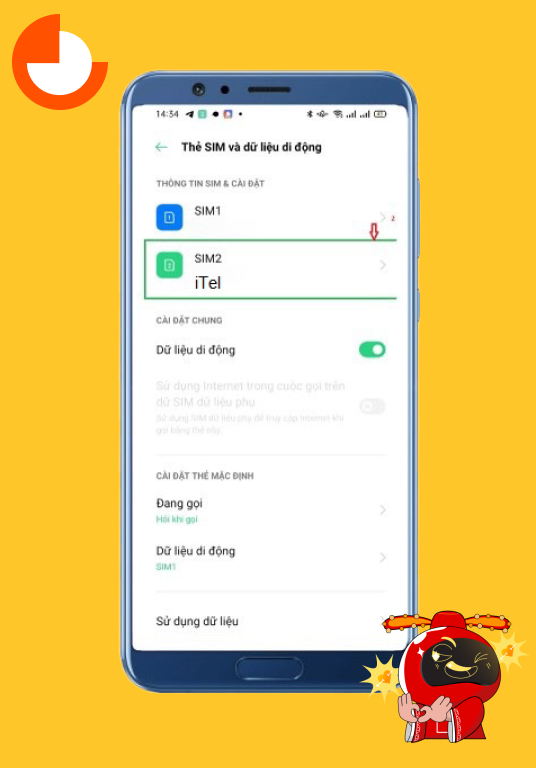 14:34
Thẻ SIM và dữ liệu di động
THÔNG TIN SIM & CÀI ĐẶT
SIM1
2
SIM2
iTel
CÀI ĐẶT CHUNG
Dữ liệu di động
Sử dụng Internet trong cuộc gọi trên
dữ SIM dữ liệu phụ
Sử dụng SIM dữ liệu phụ để truy cập Internet khi
gọi bằng thẻ này.
CÀI ĐẶT THẺ MẶC ĐỊNH
Đang gọi
Hỏi khi gọi
Dữ liệu di động
SIM1
Sử dụng dữ liệu